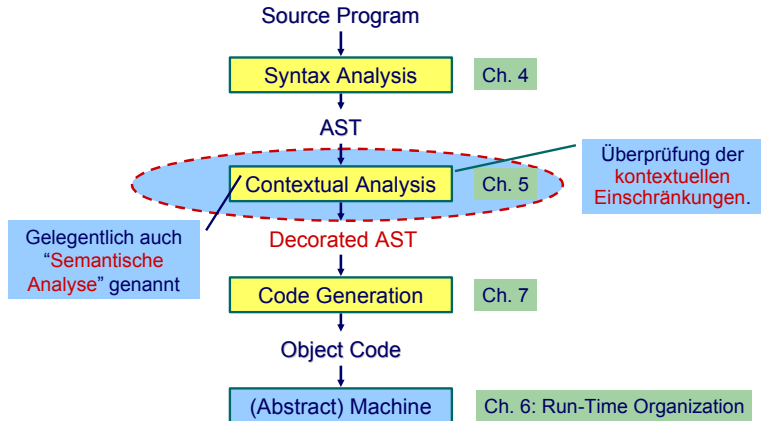 Source Program
Syntax Analysis
Ch. 4
AST
Contextual Analysis
Ch. 5
Überprüfung der
kontextuellen
Einschränkungen.
Gelegentlich auch
“Semantische
Analyse” genannt
Decorated AST
Code Generation
Ch. 7
Object Code
(Abstract) Machine
Ch. 6: Run-Time Organization